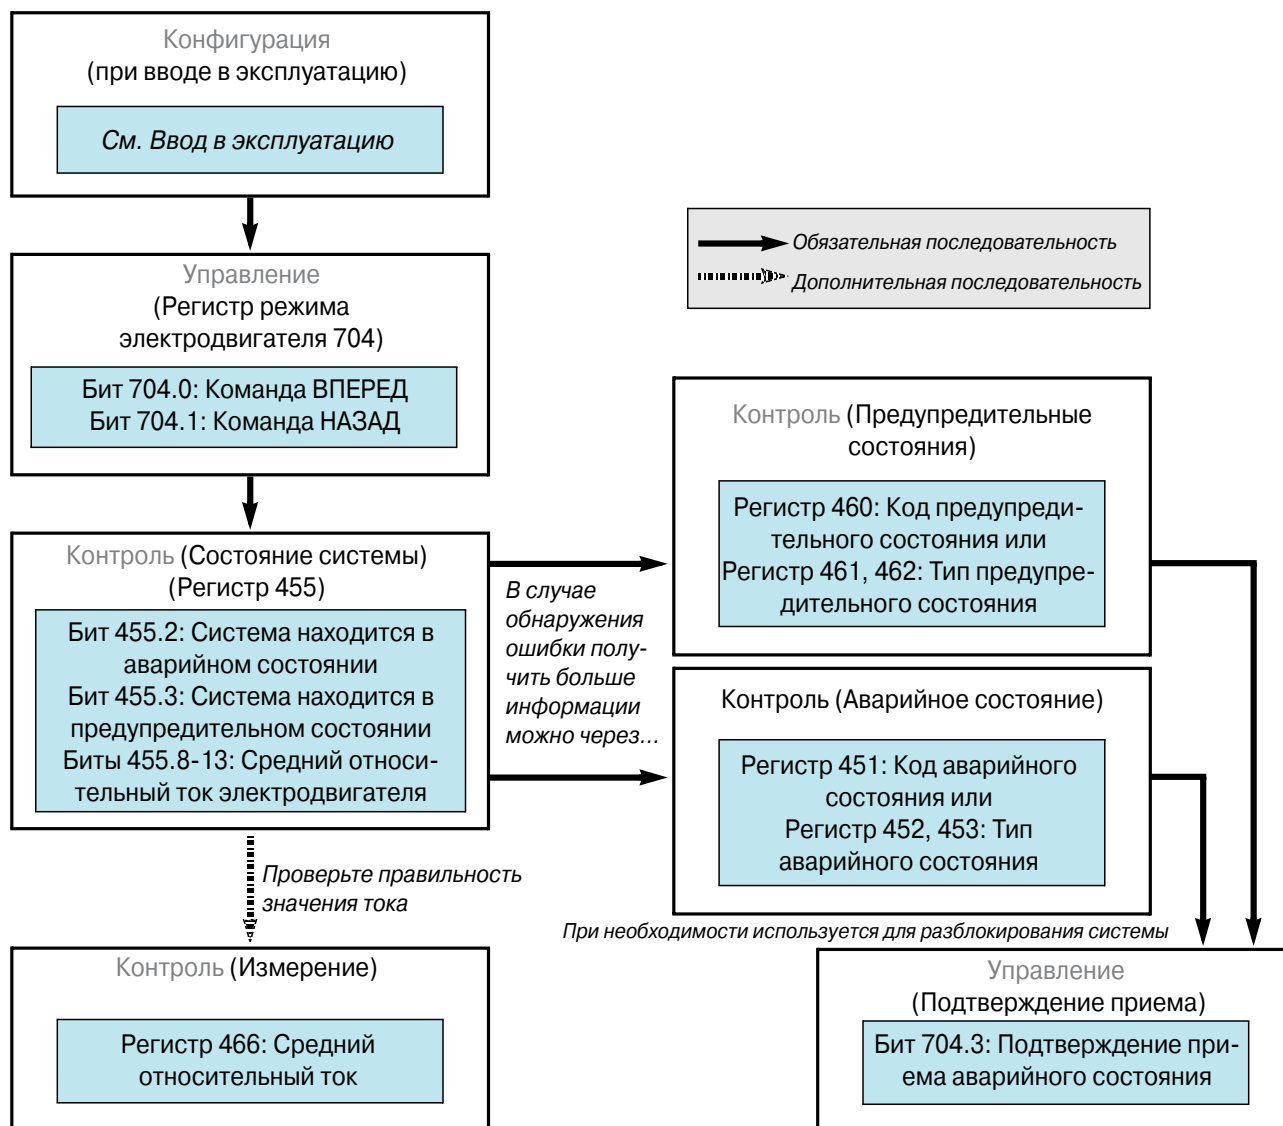 Конфигурация
(при вводе в эксплуатацию)
См. Ввод в эксплуатацию
Управление
(Регистр режима
электродвигателя 704)
Бит 704.0: Команда ВПЕРЕД
Бит 704.1: Команда НАЗАД
Контроль (Состояние системы)
(Регистр 455)
Бит 455.2: Система находится в
аварийном состоянии
Бит 455.3: Система находится в
предупредительном состоянии
Биты 455.8-13: Средний относи-
тельный ток электродвигателя
Проверьте правильность
значения тока
Контроль (Измерение)
Регистр 466: Средний
относительный ток
Обязательная последовательность
Дополнительная последовательность
В случае
обнаружения
ошибки полу-
чить больше
информации
можно через...
Контроль (Предупредительные
состояния)
Регистр 460: Код предупреди-
тельного состояния или
Регистр 461, 462: Тип предупре-
дительного состояния
Контроль (Аварийное состояние)
Регистр 451: Код аварийного
состояния или
Регистр 452, 453: Тип
аварийного состояния
При необходимости используется для разблокирования системы
Управление
(Подтверждение приема)
Бит 704.3: Подтверждение при-
ема аварийного состояния